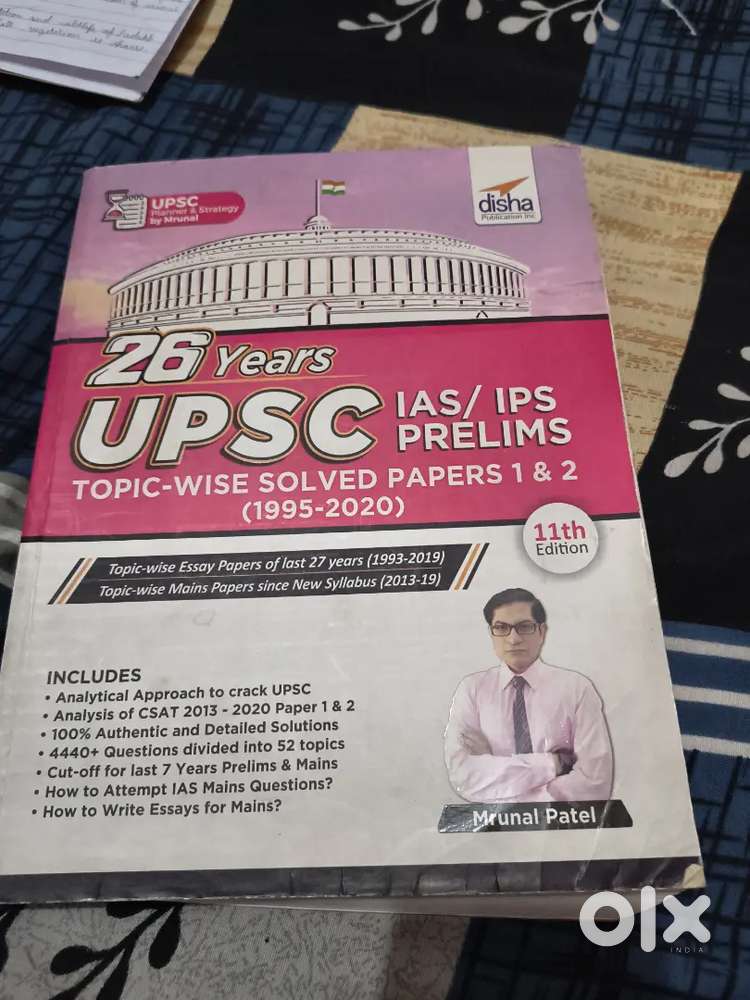 UPSC
Planner & Strategy
by Mrunal
disha
Publication Inc
26 Years
UPSC IAS/ IPS
PRELIMS
TOPIC-WISE SOLVED PAPERS 1 & 2
(1995-2020)
11th
Edition
Topic-wise Essay Papers of last 27 years (1993-2019)
Topic-wise Mains Papers since New Syllabus (2013-19)
INCLUDES
• Analytical Approach to crack UPSC
• Analysis of CSAT 2013 - 2020 Paper 1 & 2
• 100% Authentic and Detailed Solutions
• 4440+ Questions divided into 52 topics
• Cut-off for last 7 Years Prelims & Mains
• How to Attempt IAS Mains Questions?
• How to Write Essays for Mains?
Mrunal Patel
olx
INDIA